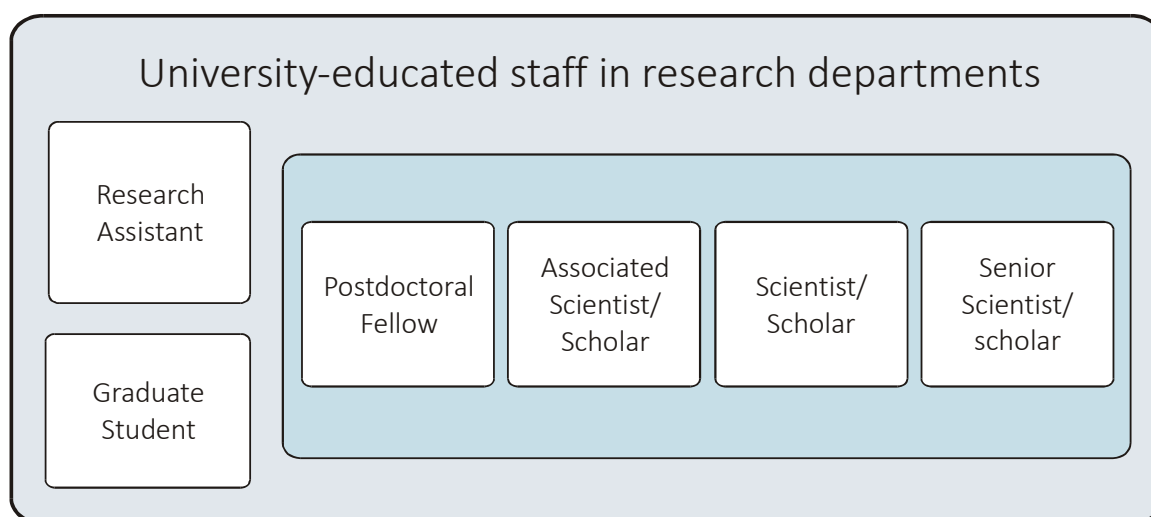 University-educated staff in research departments
Research
Assistant
Graduate
Student
Postdoctoral
Fellow
Associated
Scientist/
Scholar
Scientist/
Scholar
Senior
Scientist/
scholar